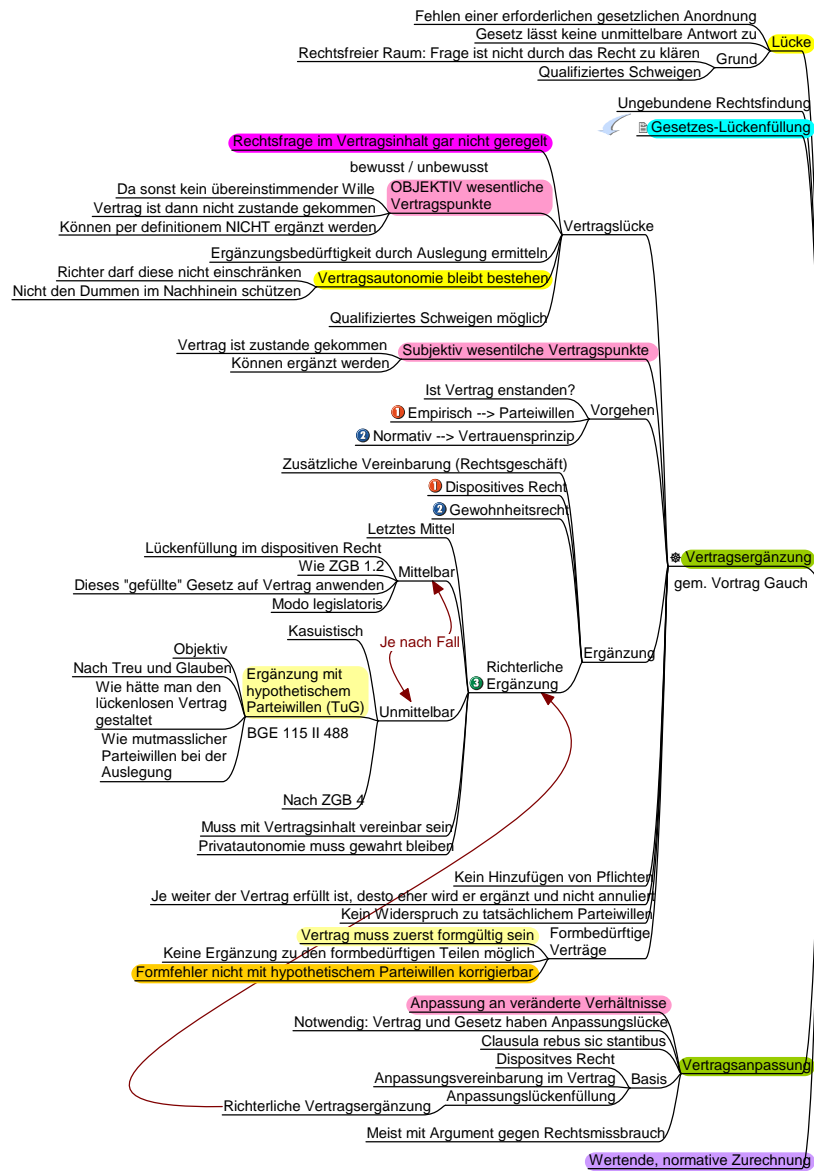 Fehlen einer erforderlichen gesetzlichen Anordnung
Gesetz lässt keine unmittelbare Antwort zu
Lücke
Rechtsfreier Raum: Frage ist nicht durch das Recht zu klären
Grund
Qualifiziertes Schweigen
Ungebundene Rechtsfindung
Gesetzes-Lückenfüllung
Rechtsfrage im Vertragsinhalt gar nicht geregelt
bewusst / unbewusst
Da sonst kein übereinstimmender Wille
OBJEKTIV wesentliche
Vertragspunkte
Vertrag ist dann nicht zustande gekommen
Können per definitionem NICHT ergänzt werden
Vertragslücke
Ergänzungsbedürftigkeit durch Auslegung ermitteln
Richter darf diese nicht einschränken
Vertragsautonomie bleibt bestehen
Nicht den Dummen im Nachhinein schützen
Qualifiziertes Schweigen möglich
Vertrag ist zustande gekommen
Subjektiv wesentilche Vertragspunkte
Können ergänzt werden
Ist Vertrag enstanden?
1 Empirisch --> Parteiwillen
Vorgehen
2 Normativ --> Vertrauensprinzip
Zusätzliche Vereinbarung (Rechtsgeschäft)
1 Dispositives Recht
2 Gewohnheitsrecht
Letztes Mittel
Lückenfüllung im dispositiven Recht
Wie ZGB 1.2
Mittelbar
Dieses "gefüllte" Gesetz auf Vertrag anwenden
Modo legislatoris
Vertragsergänzung
gem. Vortrag Gauch
Kasuistisch
Je nach Fall
Objektiv
Nach Treu und Glauben
Wie hätte man den
lückenlosen Vertrag
gestaltet
Wie mutmasslicher
Parteiwillen bei der
Auslegung
Ergänzung mit
hypothetischem
Parteiwillen (TuG)
BGE 115 II 488
Unmittelbar
Richterliche
3 Ergänzung
Ergänzung
Nach ZGB 4
Muss mit Vertragsinhalt vereinbar sein
Privatautonomie muss gewahrt bleiben
Kein Hinzufügen von Pflichten
Je weiter der Vertrag erfüllt ist, desto eher wird er ergänzt und nicht annuliert
Kein Widerspruch zu tatsächlichem Parteiwillen
Vertrag muss zuerst formgültig sein
Formbedürftige
Verträge
Keine Ergänzung zu den formbedürftigen Teilen möglich
Formfehler nicht mit hypothetischem Parteiwillen korrigierbar
Anpassung an veränderte Verhältnisse
Notwendig: Vertrag und Gesetz haben Anpassungslücke
Clausula rebus sic stantibus
Vertragsanpassung
Dispositves Recht
Anpassungsvereinbarung im Vertrag
Basis
Anpassungslückenfüllung
Richterliche Vertragsergänzung
Meist mit Argument gegen Rechtsmissbrauch
Wertende, normative Zurechnung